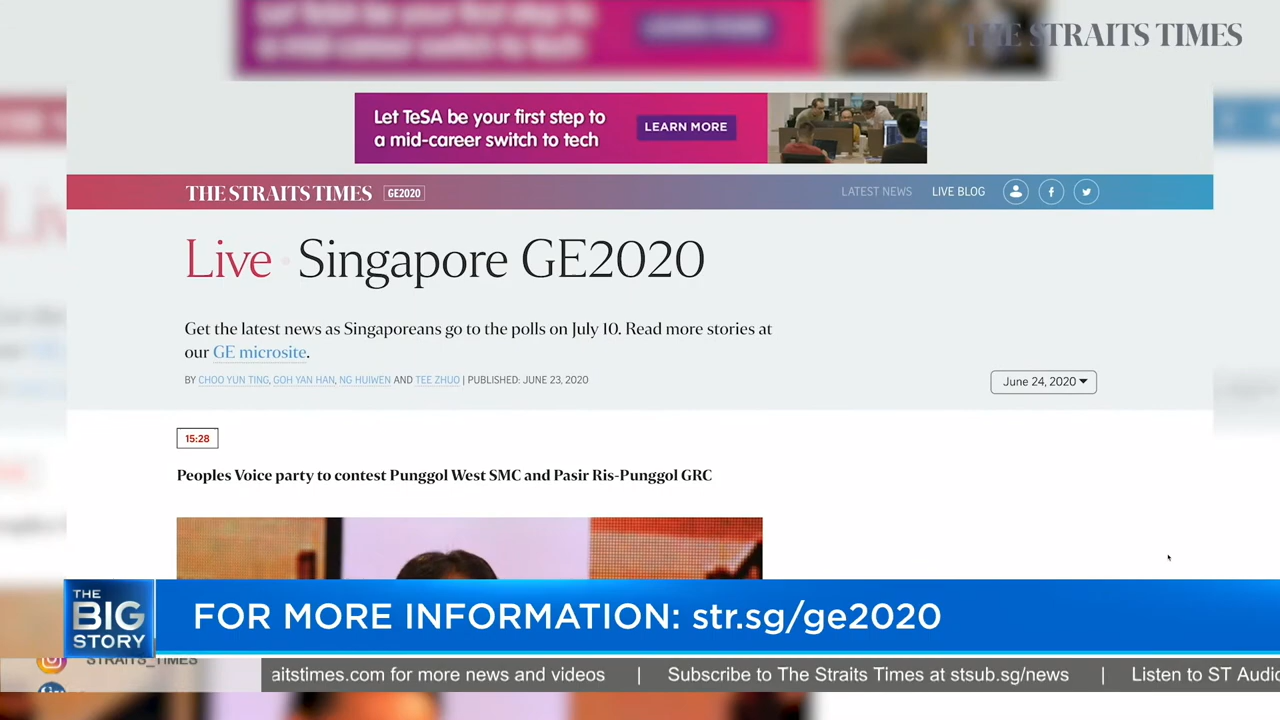 THE STRAITS TIMES
Let TeSA be your first step to
a mid-career switch to tech
LEARN MORE
THE STRAITS TIMES GE2020
LATEST NEWS LIVE BLOG
Live Singapore GE2020
Get the latest news as Singaporeans go to the polls on July 10. Read more stories at
our GE microsite.
BY CHOO YUN TING, GOH YAN HAN, NG HUIWEN AND TEE ZHUO | PUBLISHED: JUNE 23, 2020
June 24, 2020
15:28
Peoples Voice party to contest Punggol West SMC and Pasir Ris-Punggol GRC
THE
BIG
STORY
FOR MORE INFORMATION: str.sg/ge2020
STRAITS_TIMES
aitstimes.com for more news and videos | Subscribe to The Straits Times at stsub.sg/news | Listen to ST Audio